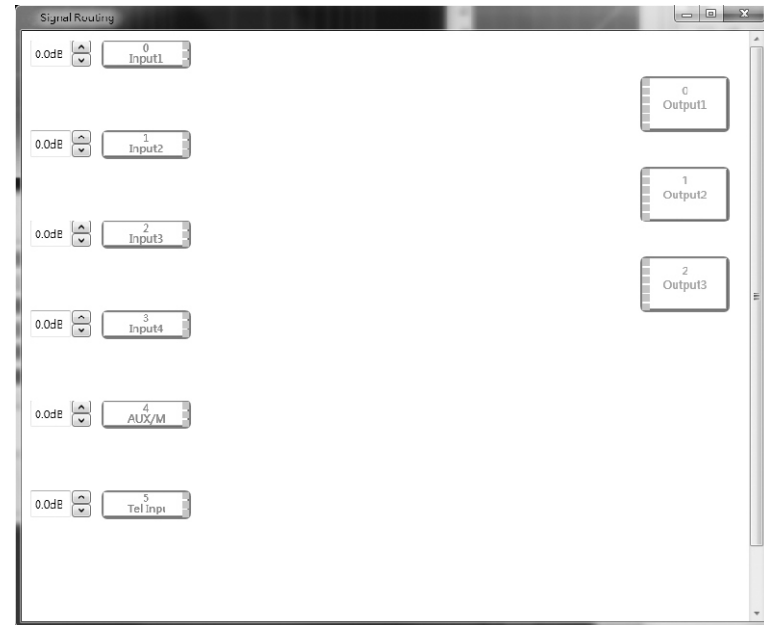 Signal Routing
0.0dB
0
Input1
0
Output1
0.0dB
1
Input2
1
Output2
0.0dB
2
Input3
2
Output3
0.0dB
3
Input4
0.0dB
4
AUX/M
0.0dB
5
Tel Inpu